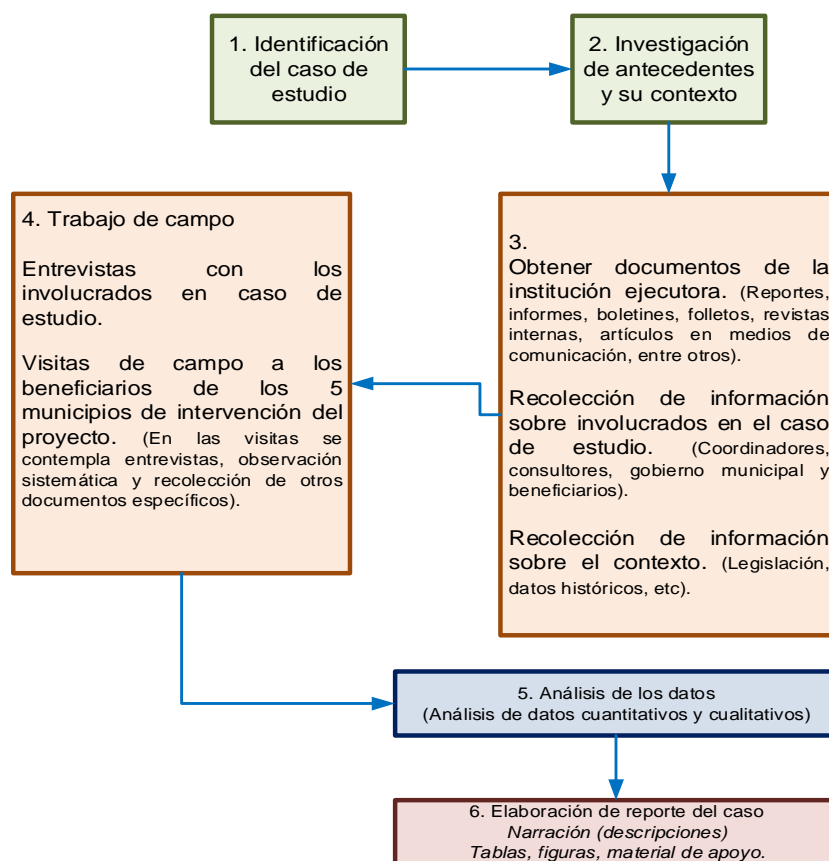 1. Identificación
del caso de
estudio
2. Investigación
de antecedentes
y su contexto
3.
Obtener documentos de la
institución ejecutora. (Reportes,
informes, boletines, folletos, revistas
internas, artículos en medios de
comunicación, entre otros).
Recolección de información
sobre involucrados en el caso
de estudio. (Coordinadores,
consultores, gobierno municipal y
beneficiarios).
Recolección de información
sobre el contexto. (Legislación,
datos históricos, etc).
4. Trabajo de campo
Entrevistas con los
involucrados en caso de
estudio.
Visitas de campo a los
beneficiarios de los 5
municipios de intervención del
proyecto. (En las visitas se
contempla entrevistas, observación
sistemática y recolección de otros
documentos específicos).
5. Análisis de los datos
(Análisis de datos cuantitativos y cualitativos)
6. Elaboración de reporte del caso
Narración (descripciones)
Tablas, figuras, material de apoyo.